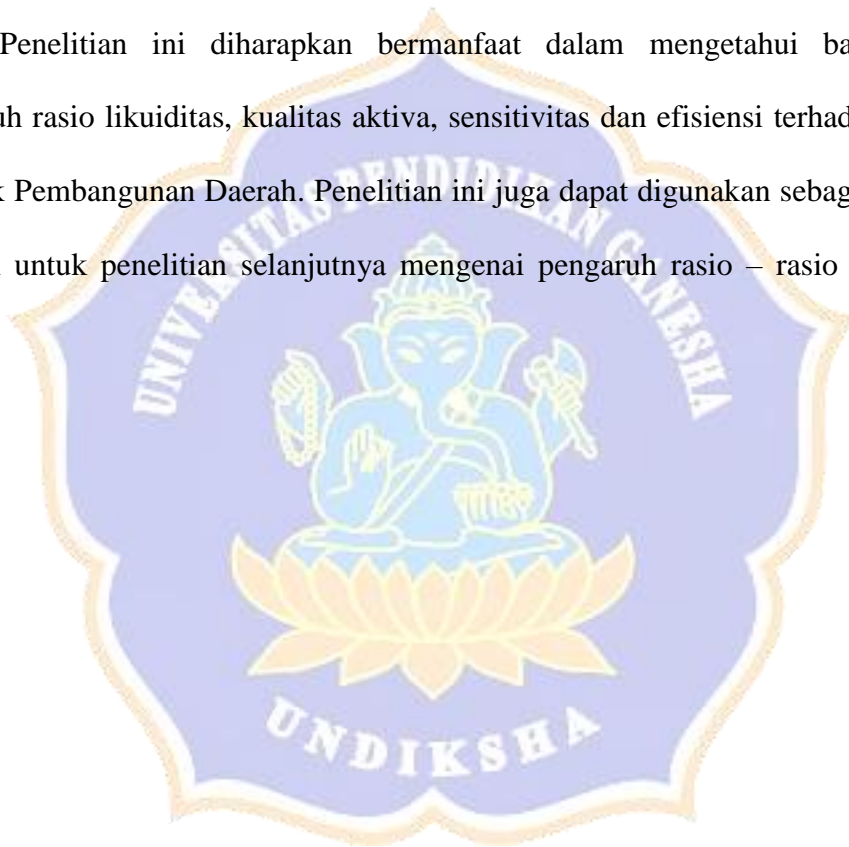 Penelitian ini diharapkan bermanfaat dalam mengetahui ba
uh rasio likuiditas, kualitas aktiva, sensitivitas dan efisiensi terhad
k Pembangunan Daerah. Penelitian ini juga dapat digunakan sebag
untuk penelitian selanjutnya mengenai pengaruh rasio – rasio
UNIVERSITAS PENDIDIKAN GANESHA
UNDIKSHA